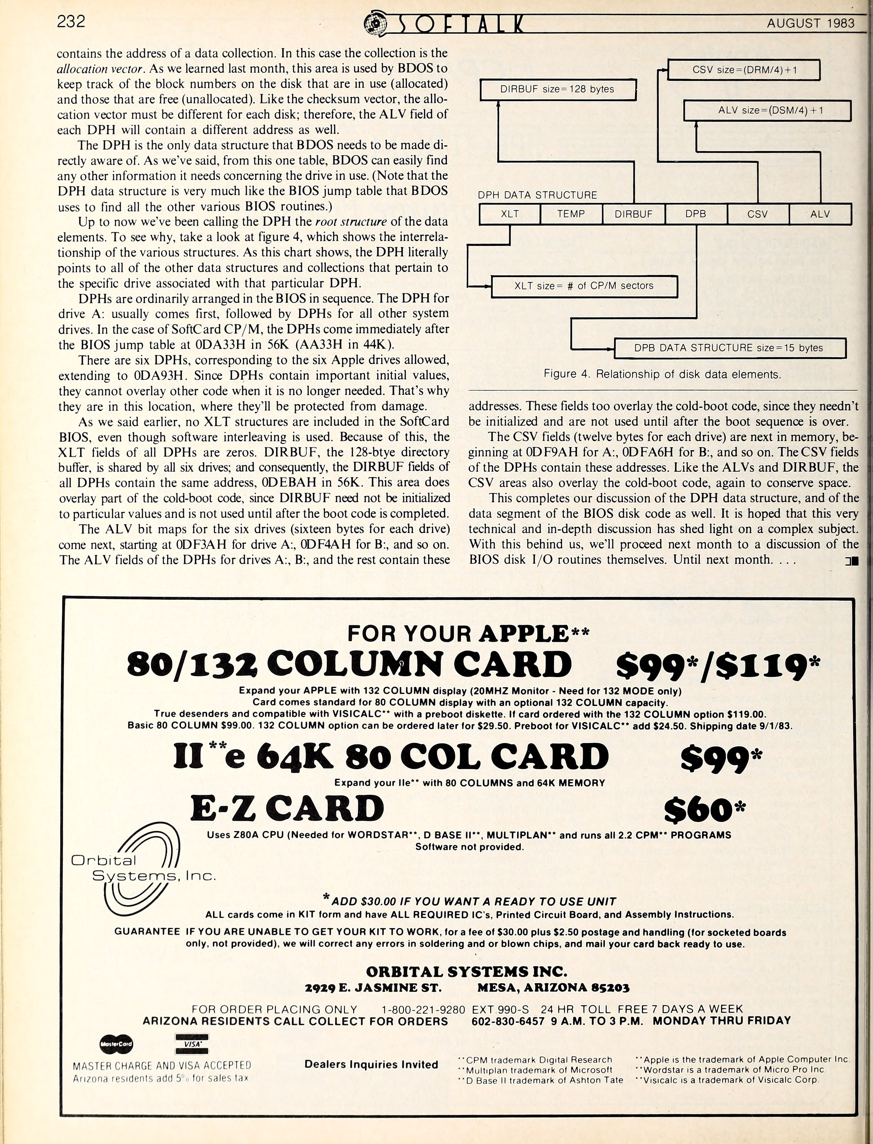 232
SOFTALK
AUGUST 1983
contains the address of a data collection. In this case the collection is the
allocation vector. As we learned last month, this area is used by BDOS to
keep track of the block numbers on the disk that are in use (allocated)
and those that are free (unallocated). Like the checksum vector, the allo-
cation vector must be different for each disk; therefore, the ALV field of
each DPH will contain a different address as well.
The DPH is the only data structure that BDOS needs to be made di-
rectly aware of. As we've said, from this one table, BDOS can easily find
any other information it needs concerning the drive in use. (Note that the
DPH data structure is very much like the BIOS jump table that BDOS
uses to find all the other various BIOS routines.)
Up to now we've been calling the DPH the root structure of the data
elements. To see why, take a look at figure 4, which shows the interrela-
tionship of the various structures. As this chart shows, the DPH literally
points to all of the other data structures and collections that pertain to
the specific drive associated with that particular DPH.
DPHs are ordinarily arranged in the BIOS in sequence. The DPH for
drive A: usually comes first, followed by DPHs for all other system
drives. In the case of SoftCard CP/M, the DPHs come immediately after
the BIOS jump table at 0DA33H in 56K (AA33H in 44K).
There are six DPHs, corresponding to the six Apple drives allowed,
extending to 0DA93H. Since DPHs contain important initial values,
they cannot overlay other code when it is no longer needed. That's why
they are in this location, where they'll be protected from damage.
As we said earlier, no XLT structures are included in the SoftCard
BIOS, even though software interleaving is used. Because of this, the
XLT fields of all DPHs are zeros. DIRBUF, the 128-btye directory
buffer, is shared by all six drives; and consequently, the DIRBUF fields of
all DPHs contain the same address, 0DEBAH in 56K. This area does
overlay part of the cold-boot code, since DIRBUF need not be initialized
to particular values and is not used until after the boot code is completed.
The ALV bit maps for the six drives (sixteen bytes for each drive)
come next, starting at 0DF3AH for drive A:, 0DF4AH for B:, and so on.
The ALV fields of the DPHs for drives A:, B:, and the rest contain these
CSV size=(DRM/4)+1
DIRBUF size=128 bytes
ALV size=(DSM/4)+1
DPH DATA STRUCTURE
XLT TEMP DIRBUF DPB CSV ALV
XLT size= # of CP/M sectors
DPB DATA STRUCTURE size=15 bytes
Figure 4. Relationship of disk data elements.
addresses. These fields too overlay the cold-boot code, since they needn't
be initialized and are not used until after the boot sequence is over.
The CSV fields (twelve bytes for each drive) are next in memory, be-
ginning at 0DF9AH for A:, 0DFA6H for B:, and so on. The CSV fields
of the DPHs contain these addresses. Like the ALVs and DIRBUF, the
CSV areas also overlay the cold-boot code, again to conserve space.
This completes our discussion of the DPH data structure, and of the
data segment of the BIOS disk code as well. It is hoped that this very
technical and in-depth discussion has shed light on a complex subject.
With this behind us, we'll proceed next month to a discussion of the
BIOS disk I/O routines themselves. Until next month. . . .
FOR YOUR APPLE**
80/132 COLUMN CARD $99*/$119*
Expand your APPLE with 132 COLUMN display (20MHZ Monitor - Need for 132 MODE only)
Card comes standard for 80 COLUMN display with an optional 132 COLUMN capacity.
True desenders and compatible with VISICALC** with a preboot diskette. If card ordered with the 132 COLUMN option $119.00.
Basic 80 COLUMN $99.00. 132 COLUMN option can be ordered later for $29.50. Preboot for VISICALC** add $24.50. Shipping date 9/1/83.
II**e 64K 80 COL CARD $99*
Expand your IIe** with 80 COLUMNS and 64K MEMORY
E-Z CARD $60*
Uses Z80A CPU (Needed for WORDSTAR**, D BASE II**, MULTIPLAN** and runs all 2.2 CPM** PROGRAMS
Software not provided.
Orbital
Systems, Inc.
*ADD $30.00 IF YOU WANT A READY TO USE UNIT
ALL cards come in KIT form and have ALL REQUIRED IC's, Printed Circuit Board, and Assembly Instructions.
GUARANTEE IF YOU ARE UNABLE TO GET YOUR KIT TO WORK, for a fee of $30.00 plus $2.50 postage and handling (for socketed boards
only, not provided), we will correct any errors in soldering and or blown chips, and mail your card back ready to use.
ORBITAL SYSTEMS INC.
2929 E. JASMINE ST. MESA, ARIZONA 85203
FOR ORDER PLACING ONLY 1-800-221-9280 EXT 990-S 24 HR TOLL FREE 7 DAYS A WEEK
ARIZONA RESIDENTS CALL COLLECT FOR ORDERS 602-830-6457 9 A.M. TO 3 P.M. MONDAY THRU FRIDAY
MasterCard
VISA
MASTER CHARGE AND VISA ACCEPTED
Arizona residents add 5% for sales tax
Dealers Inquiries Invited
**CPM trademark Digital Research
**Multiplan trademark of Microsoft
**D Base II trademark of Ashton Tate
**Apple is the trademark of Apple Computer Inc.
**Wordstar is a trademark of Micro Pro Inc.
**Visicalc is a trademark of Visicalc Corp.